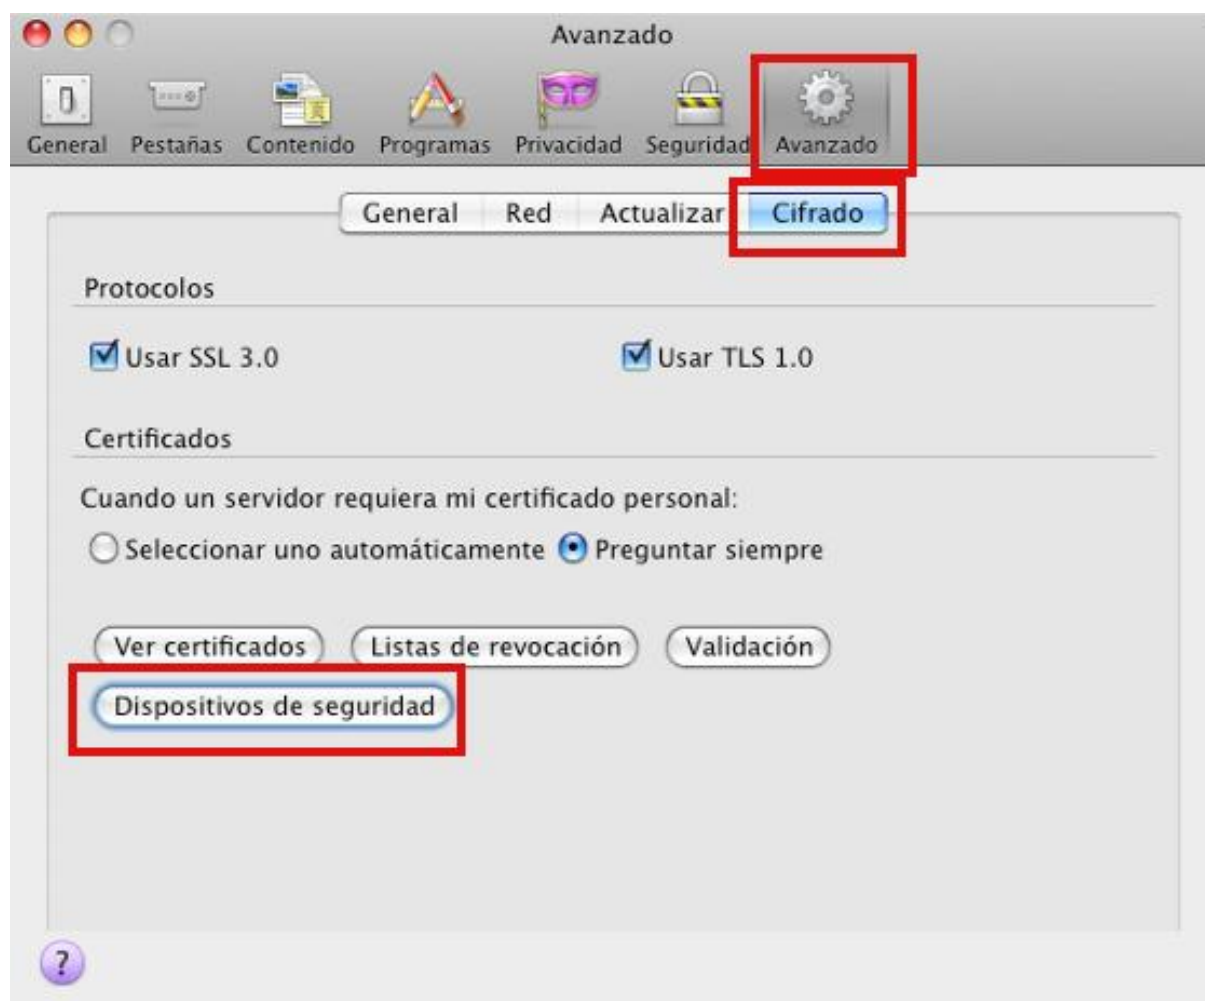 Avanzado
General Pestañas Contenido Programas Privacidad Seguridad Avanzado
General Red Actualizar Cifrado
Protocolos
Usar SSL 3.0 Usar TLS 1.0
Certificados
Cuando un servidor requiera mi certificado personal:
Seleccionar uno automáticamente Preguntar siempre
Ver certificados Listas de revocación Validación
Dispositivos de seguridad
?